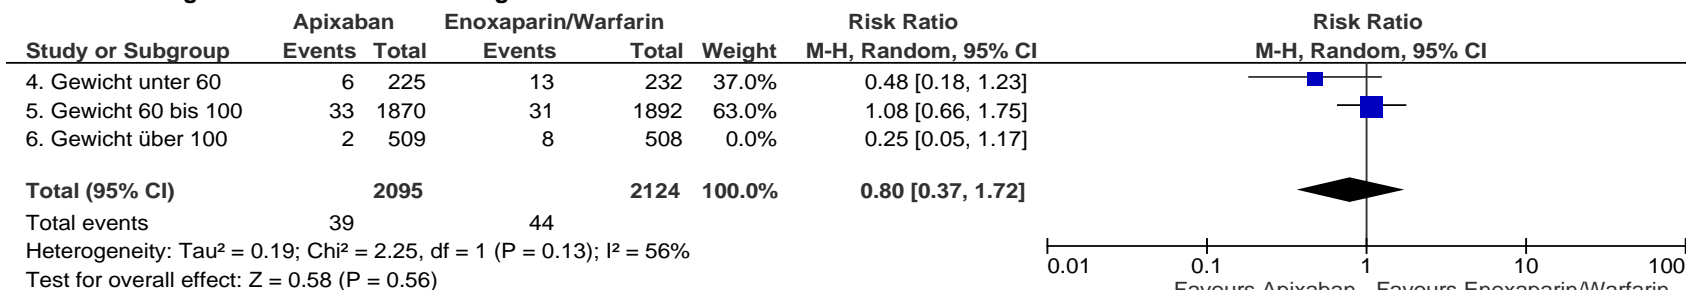 Apixaban Enoxaparin/Warfarin Risk Ratio Risk Ratio
Study or Subgroup Events Total Events Total Weight M-H, Random, 95% CI M-H, Random, 95% CI
4. Gewicht unter 60 6 225 13 232 37.0% 0.48 [0.18, 1.23]
5. Gewicht 60 bis 100 33 1870 31 1892 63.0% 1.08 [0.66, 1.75]
6. Gewicht über 100 2 509 8 508 0.0% 0.25 [0.05, 1.17]
Total (95% CI) 2095 2124 100.0% 0.80 [0.37, 1.72]
Total events 39 44
Heterogeneity: Tau² = 0.19; Chi² = 2.25, df = 1 (P = 0.13); I² = 56%
Test for overall effect: Z = 0.58 (P = 0.56)
0.01 0.1 1 10 100
Favours Apixaban Favours Enoxaparin/Warfarin